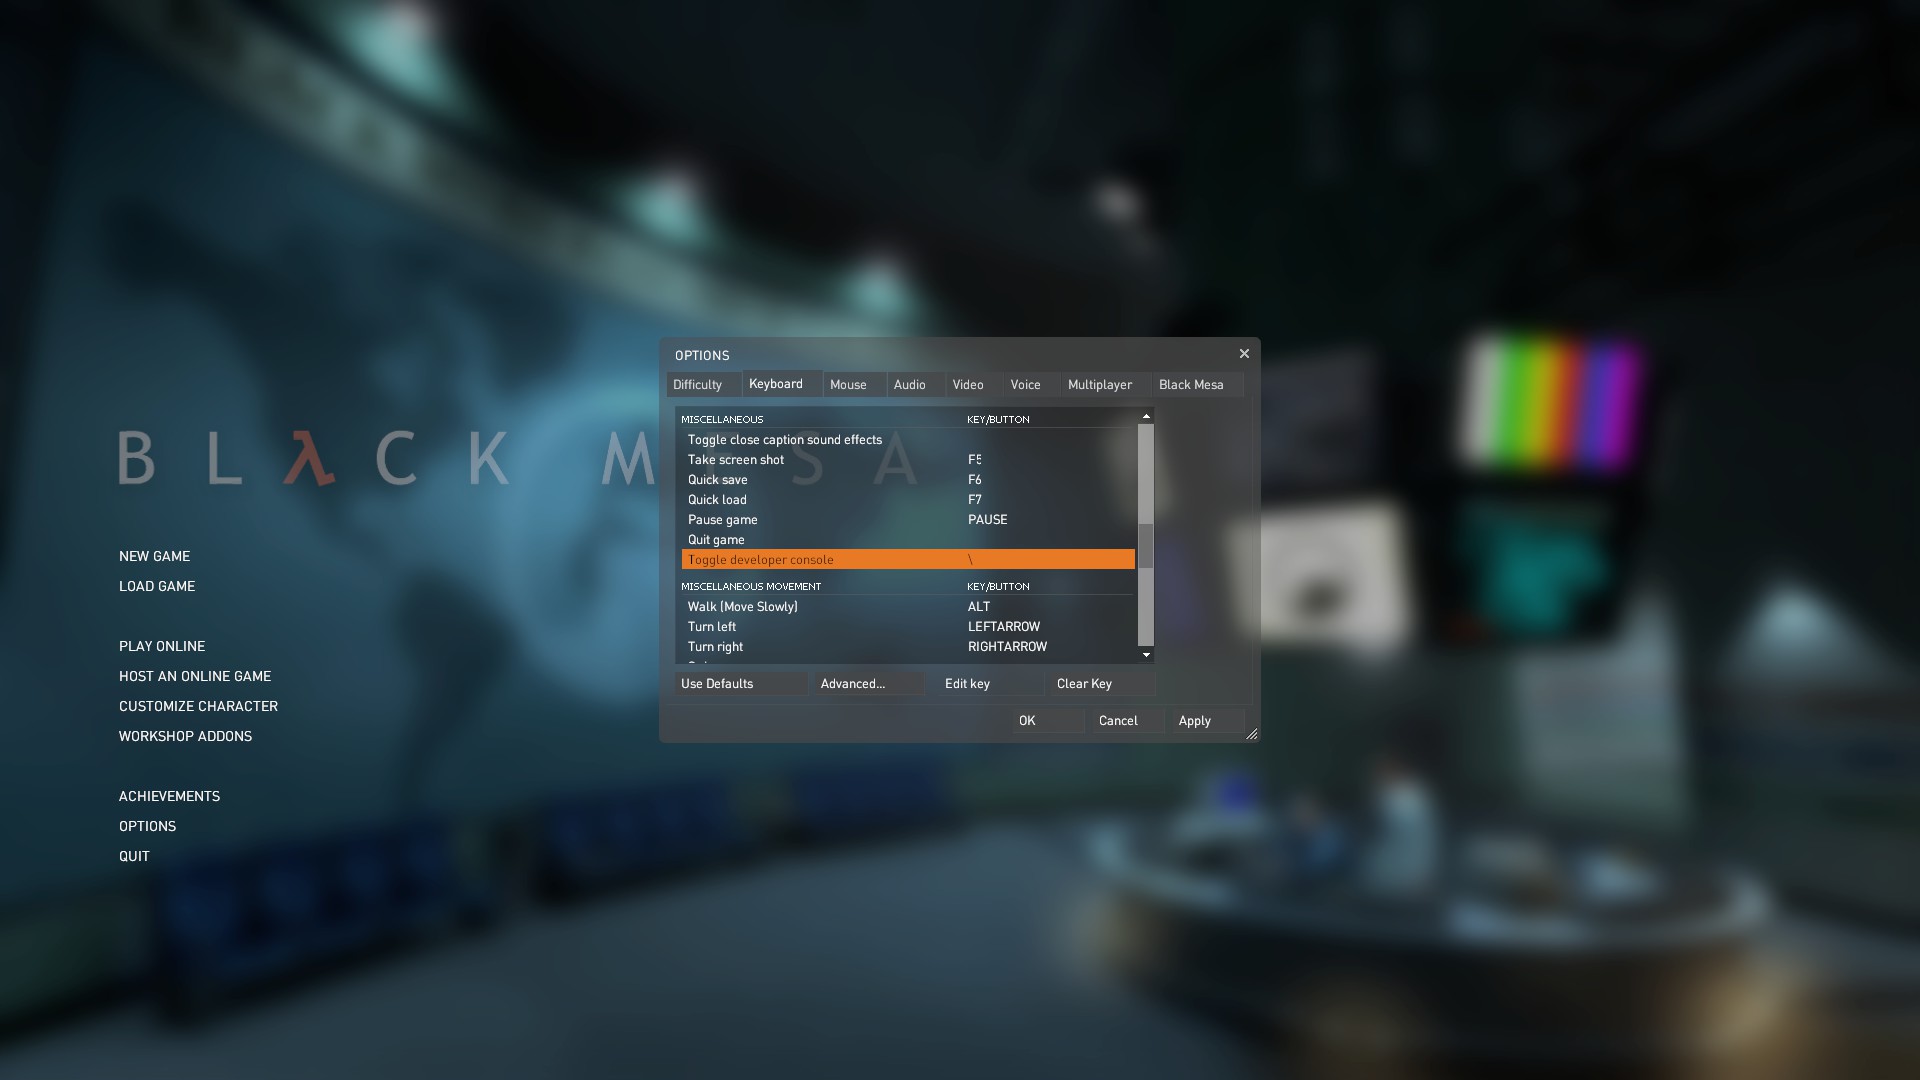 BLλCK MESA
NEW GAME
LOAD GAME
PLAY ONLINE
HOST AN ONLINE GAME
CUSTOMIZE CHARACTER
WORKSHOP ADDONS
ACHIEVEMENTS
OPTIONS
QUIT
OPTIONS
Difficulty Keyboard Mouse Audio Video Voice Multiplayer Black Mesa
MISCELLANEOUS KEY/BUTTON
Toggle close caption sound effects
Take screen shot F5
Quick save F6
Quick load F7
Pause game PAUSE
Quit game
Toggle developer console \
MISCELLANEOUS MOVEMENT KEY/BUTTON
Walk (Move Slowly) ALT
Turn left LEFTARROW
Turn right RIGHTARROW
Use Defaults Advanced... Edit key Clear Key
OK Cancel Apply